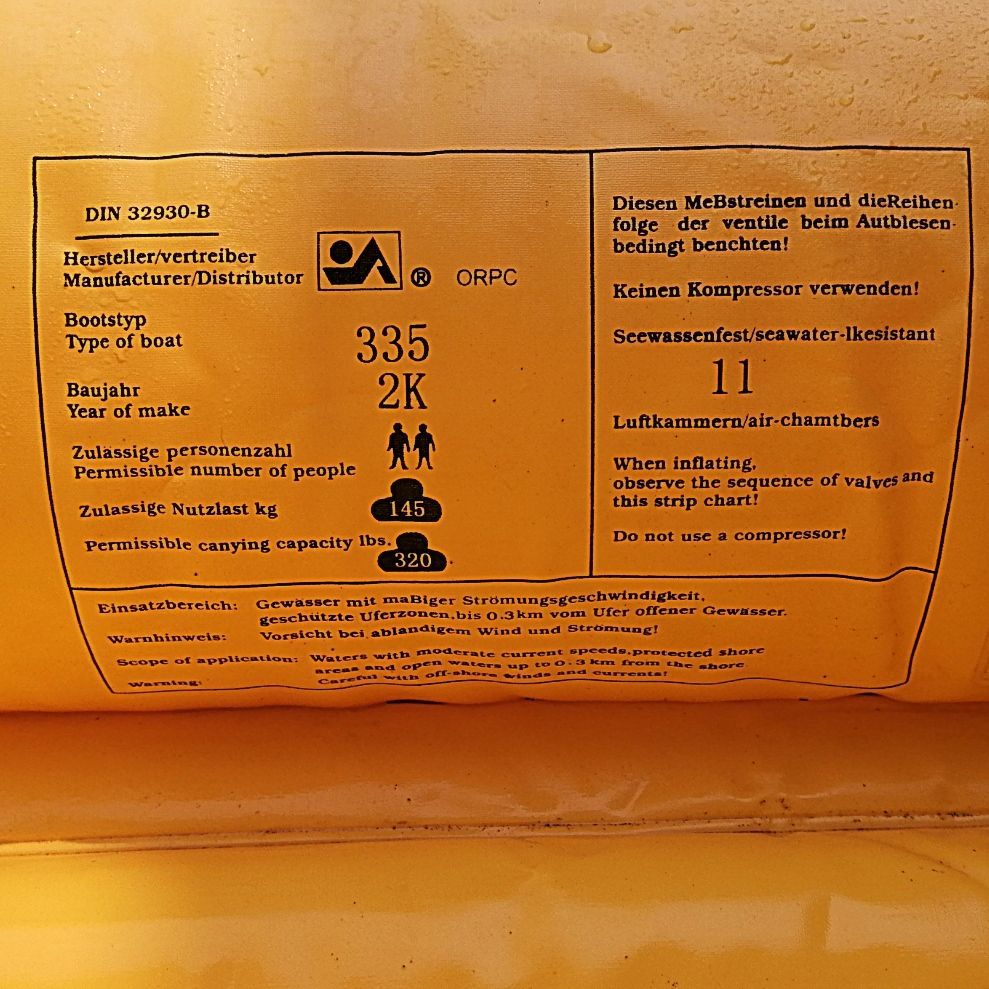 DIN 32930-B
Hersteller/vertreiber
Manufacturer/Distributor
® ORPC
Bootstyp
Type of boat
335
Baujahr
Year of make
2K
Zulässige personenzahl
Permissible number of people
Zulassige Nutzlast kg
145
Permissible canying capacity lbs.
320
Diesen MeBstreinen und dieReihen-
folge der ventile beim Autblesen-
bedingt benchten!
Keinen Kompressor verwenden!
Seewassenfest/seawater-lkesistant
11
Luftkammern/air-chamtbers
When inflating,
observe the sequence of valves and
this strip chart!
Do not use a compressor!
Einsatzbereich: Gewässer mit maBiger Strömungsgeschwindigkeit,
geschützte Uferzonen,bis 0.3km vom Ufer offener Gewässer.
Warnhinweis: Vorsicht bei ablandigem Wind und Strömung!
Scope of application: Waters with moderate current speeds,protected shore
areas and open waters up to 0.3km from the shore
Warning: Careful with off-shore winds and currents!